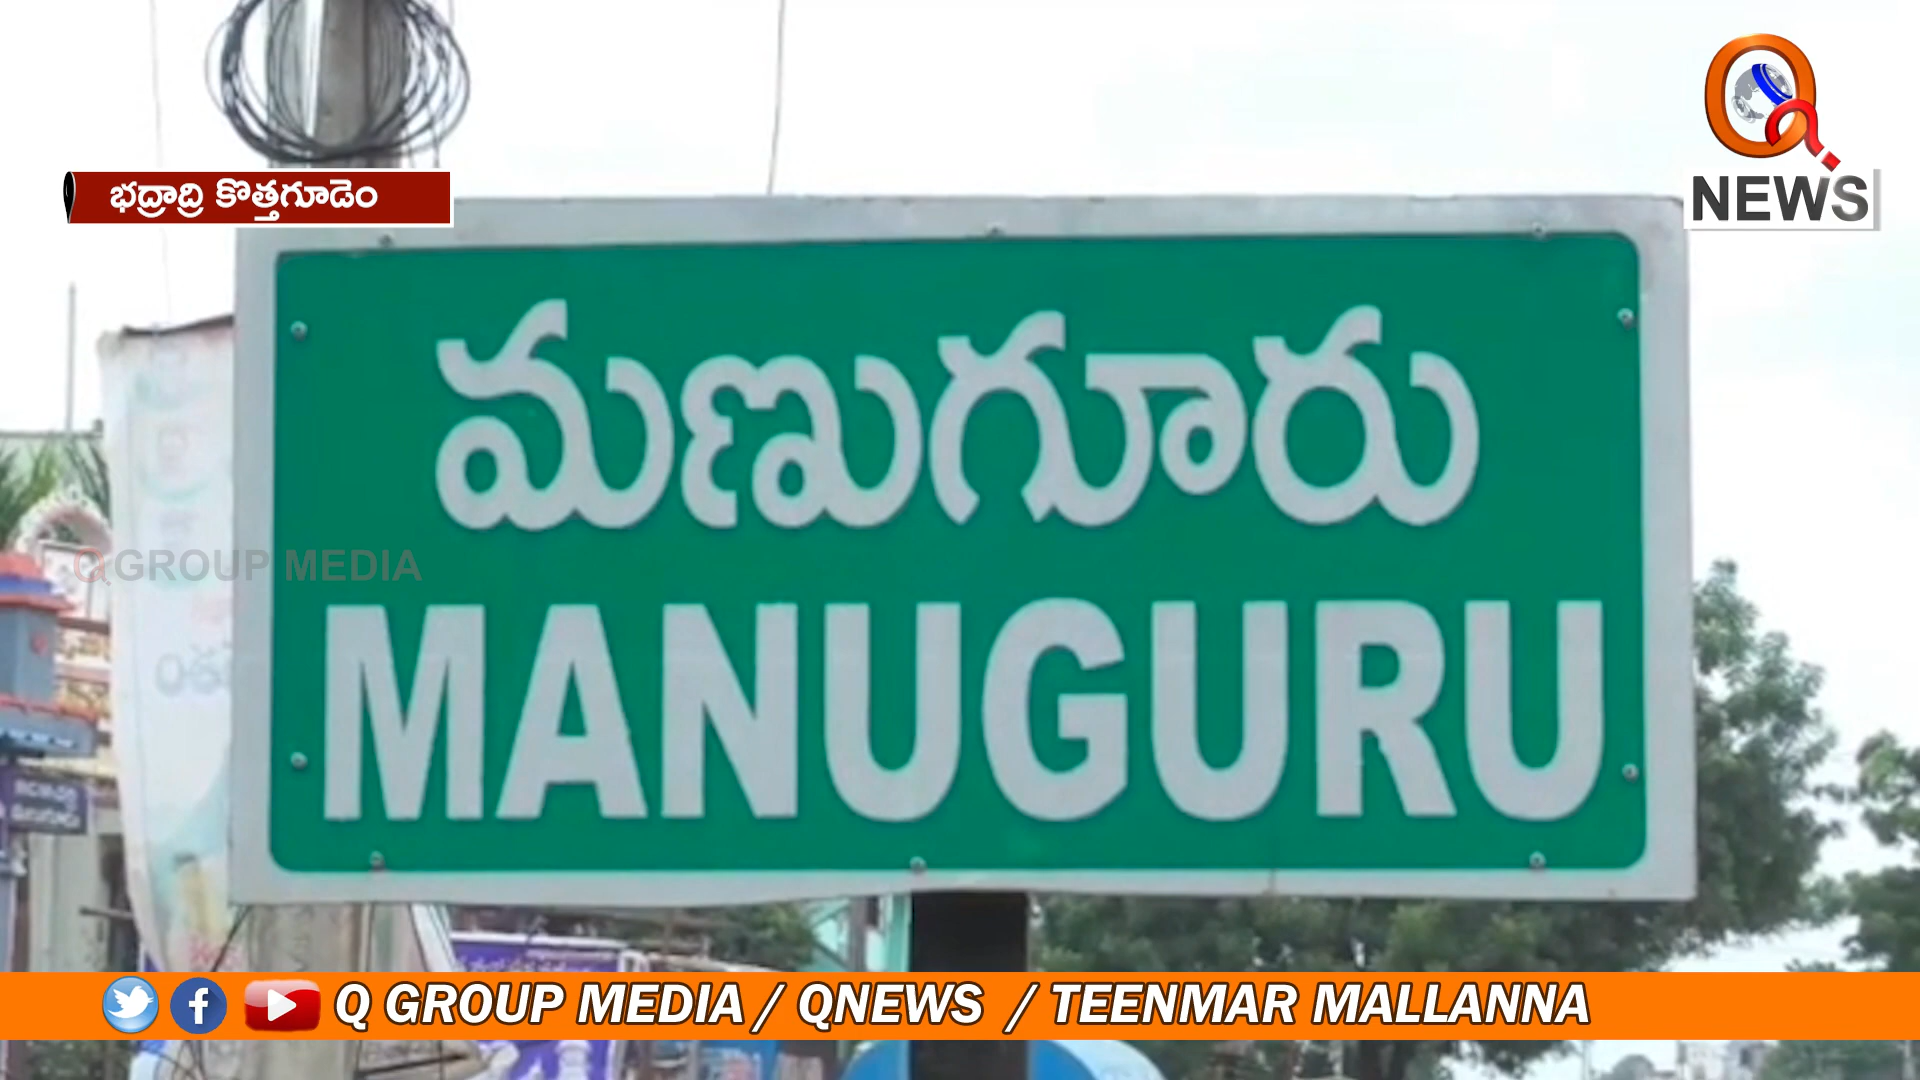 భద్రాద్రి కొత్తగూడెం
Q NEWS
మణుగూరు
Q GROUP MEDIA
MANUGURU
Q GROUP MEDIA / QNEWS / TEENMAR MALLANNA